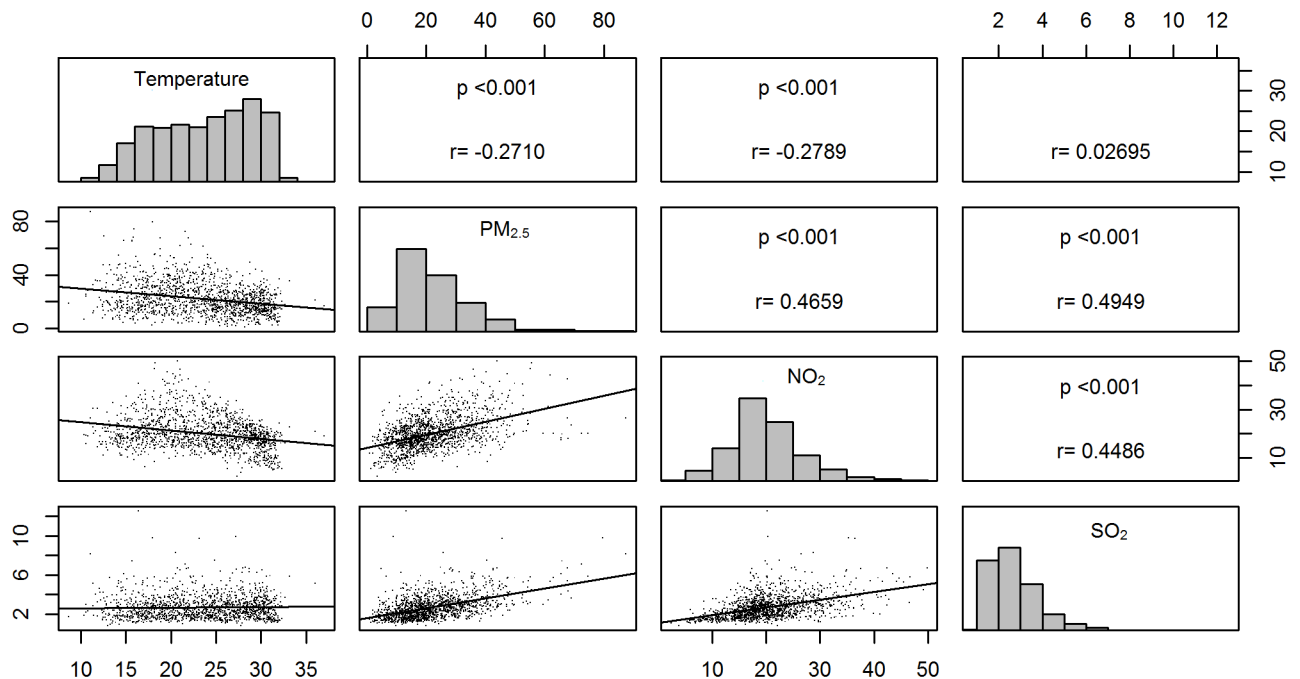 0 20 40 60 80
2 4 6 8 10 12
Temperature
p <0.001
r= -0.2710
p <0.001
r= -0.2789
r= 0.02695
10 20 30
0 40 80
PM2.5
p <0.001
r= 0.4659
p <0.001
r= 0.4949
NO2
p <0.001
r= 0.4486
10 30 50
2 6 10
SO2
10 15 20 25 30 35
10 20 30 40 50